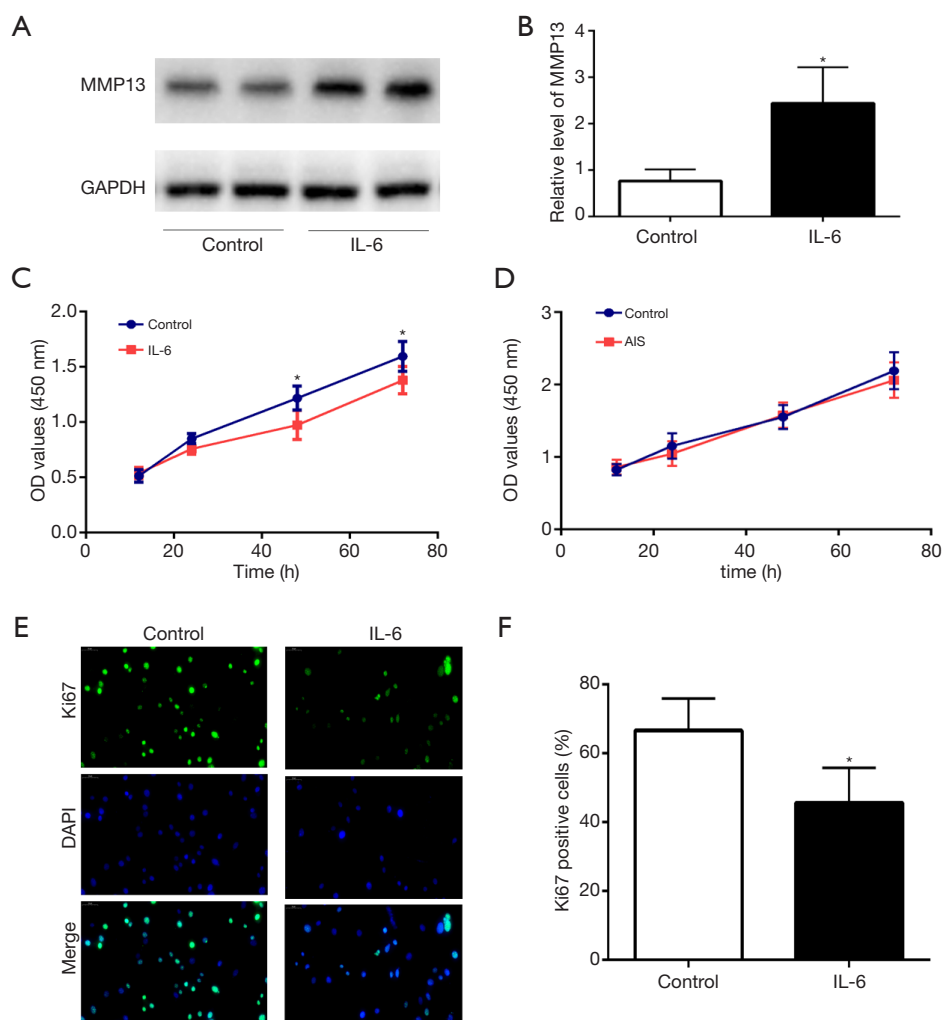 A
MMP13
GAPDH
Control
IL-6
B
Relative level of MMP13
4
3
2
1
0
*
Control
IL-6
C
OD values (450 nm)
2.0
1.5
1.0
0.5
0.0
Control
IL-6
*
*
0
20
40
60
80
Time (h)
D
OD values (450 nm)
3
2
1
0
Control
AIS
0
20
40
60
80
time (h)
E
Control
IL-6
Ki67
DAPI
Merge
F
Ki67 positive cells (%)
80
60
40
20
0
*
Control
IL-6